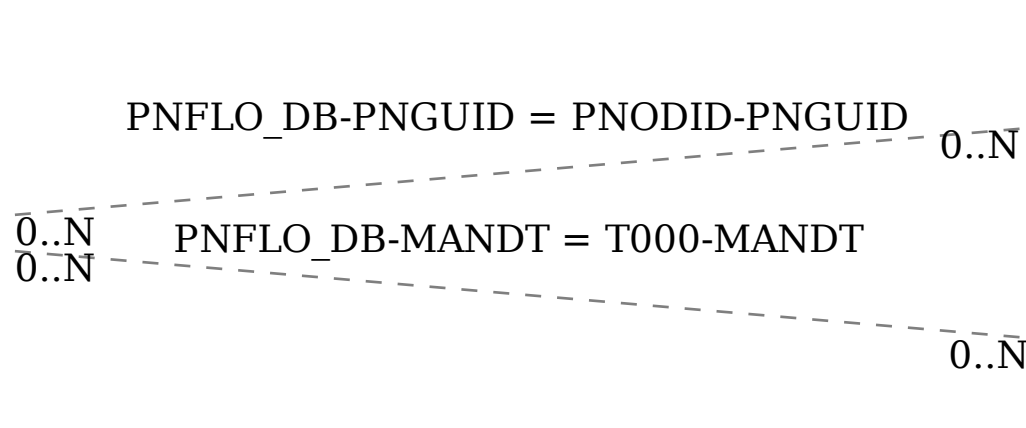 PNFLO_DB-PNGUID = PNODID-PNGUID
0..N
0..N
PNFLO_DB-MANDT = T000-MANDT
0..N
0..N